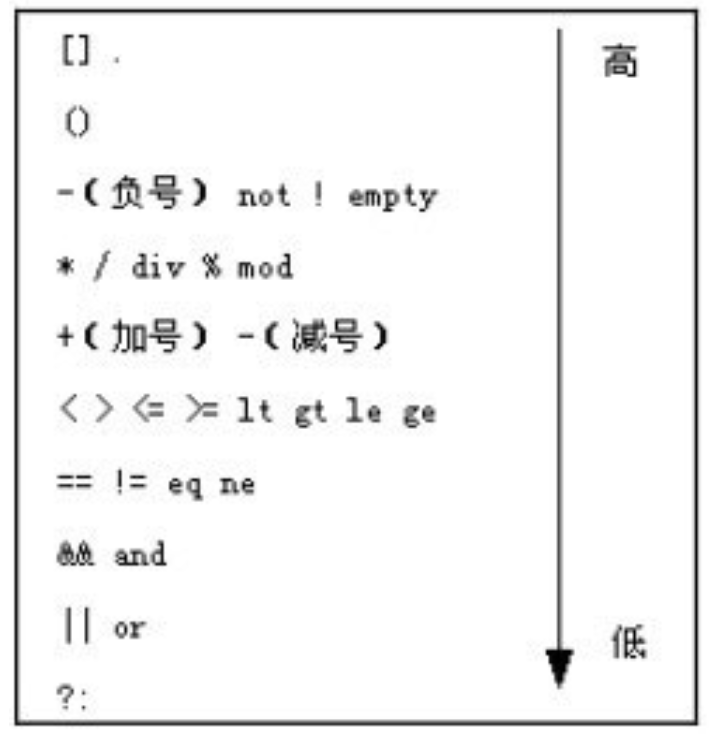 [] .
高
()
-(负号) not ! empty
* / div % mod
+(加号) -(减号)
< > <= >= lt gt le ge
== != eq ne
&& and
|| or
低
?: